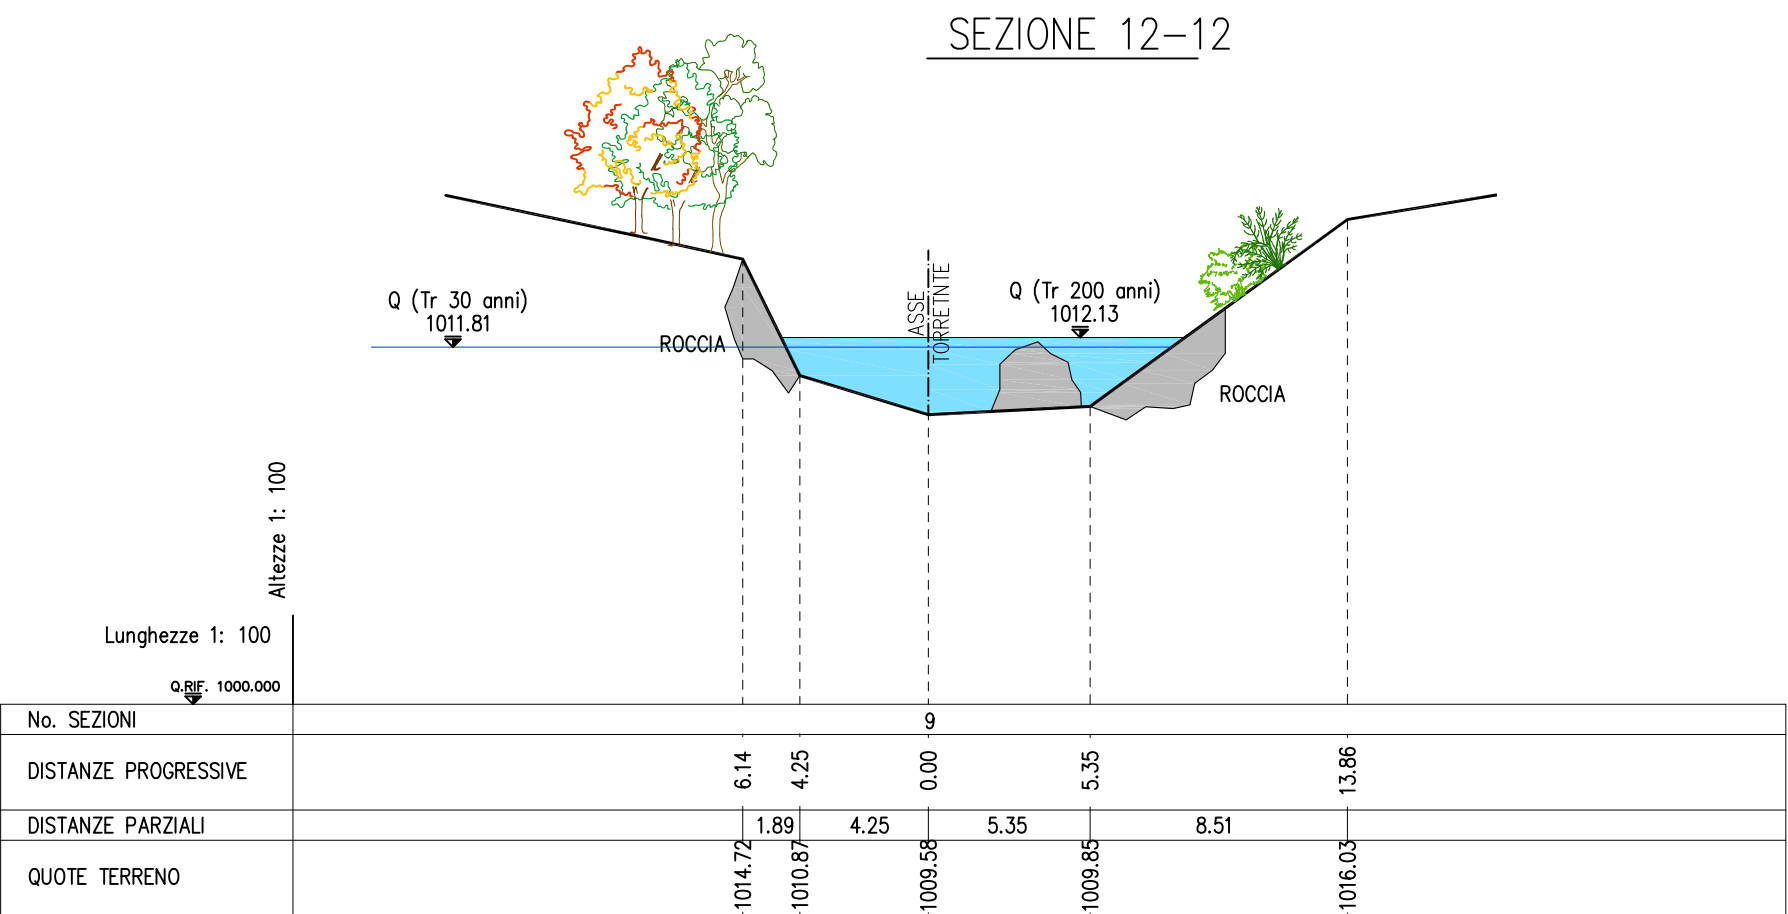 SEZIONE 12-12
Q (Tr 30 anni)
1011.81
Q (Tr 200 anni)
1012.13
ASSE
TORRETNTE
ROCCIA
ROCCIA
Altezze 1: 100
Lunghezze 1: 100
Q.RIF. 1000.000
No. SEZIONI 9
DISTANZE PROGRESSIVE 6.14 4.25 0.00 5.35 13.86
DISTANZE PARZIALI 1.89 4.25 5.35 8.51
QUOTE TERRENO 1014.72 1010.87 1009.58 1009.85 1016.03